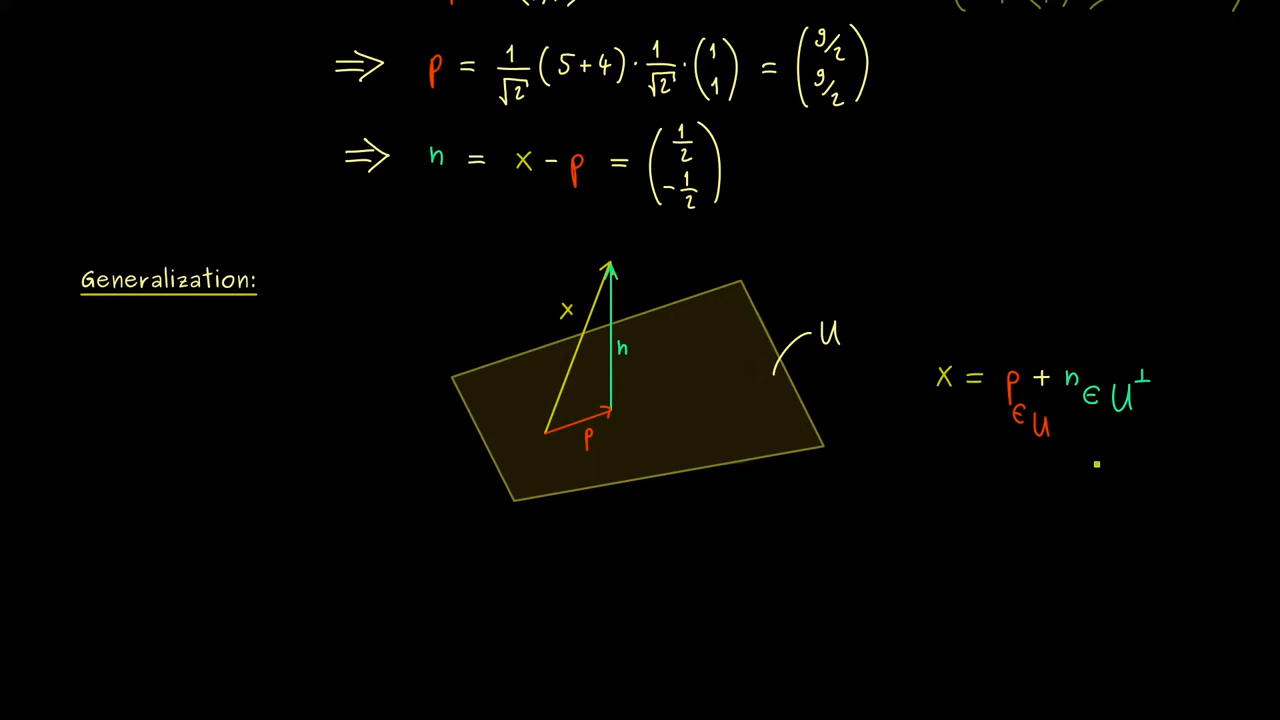 ⇒ p = 1/√2 (5+4) · 1/√2 · (1 1) = (9/2 9/2)
⇒ n = x - p = (1/2 -1/2)
Generalization:
x
n
U
p
x = p + n ∈ U⊥
∈ U